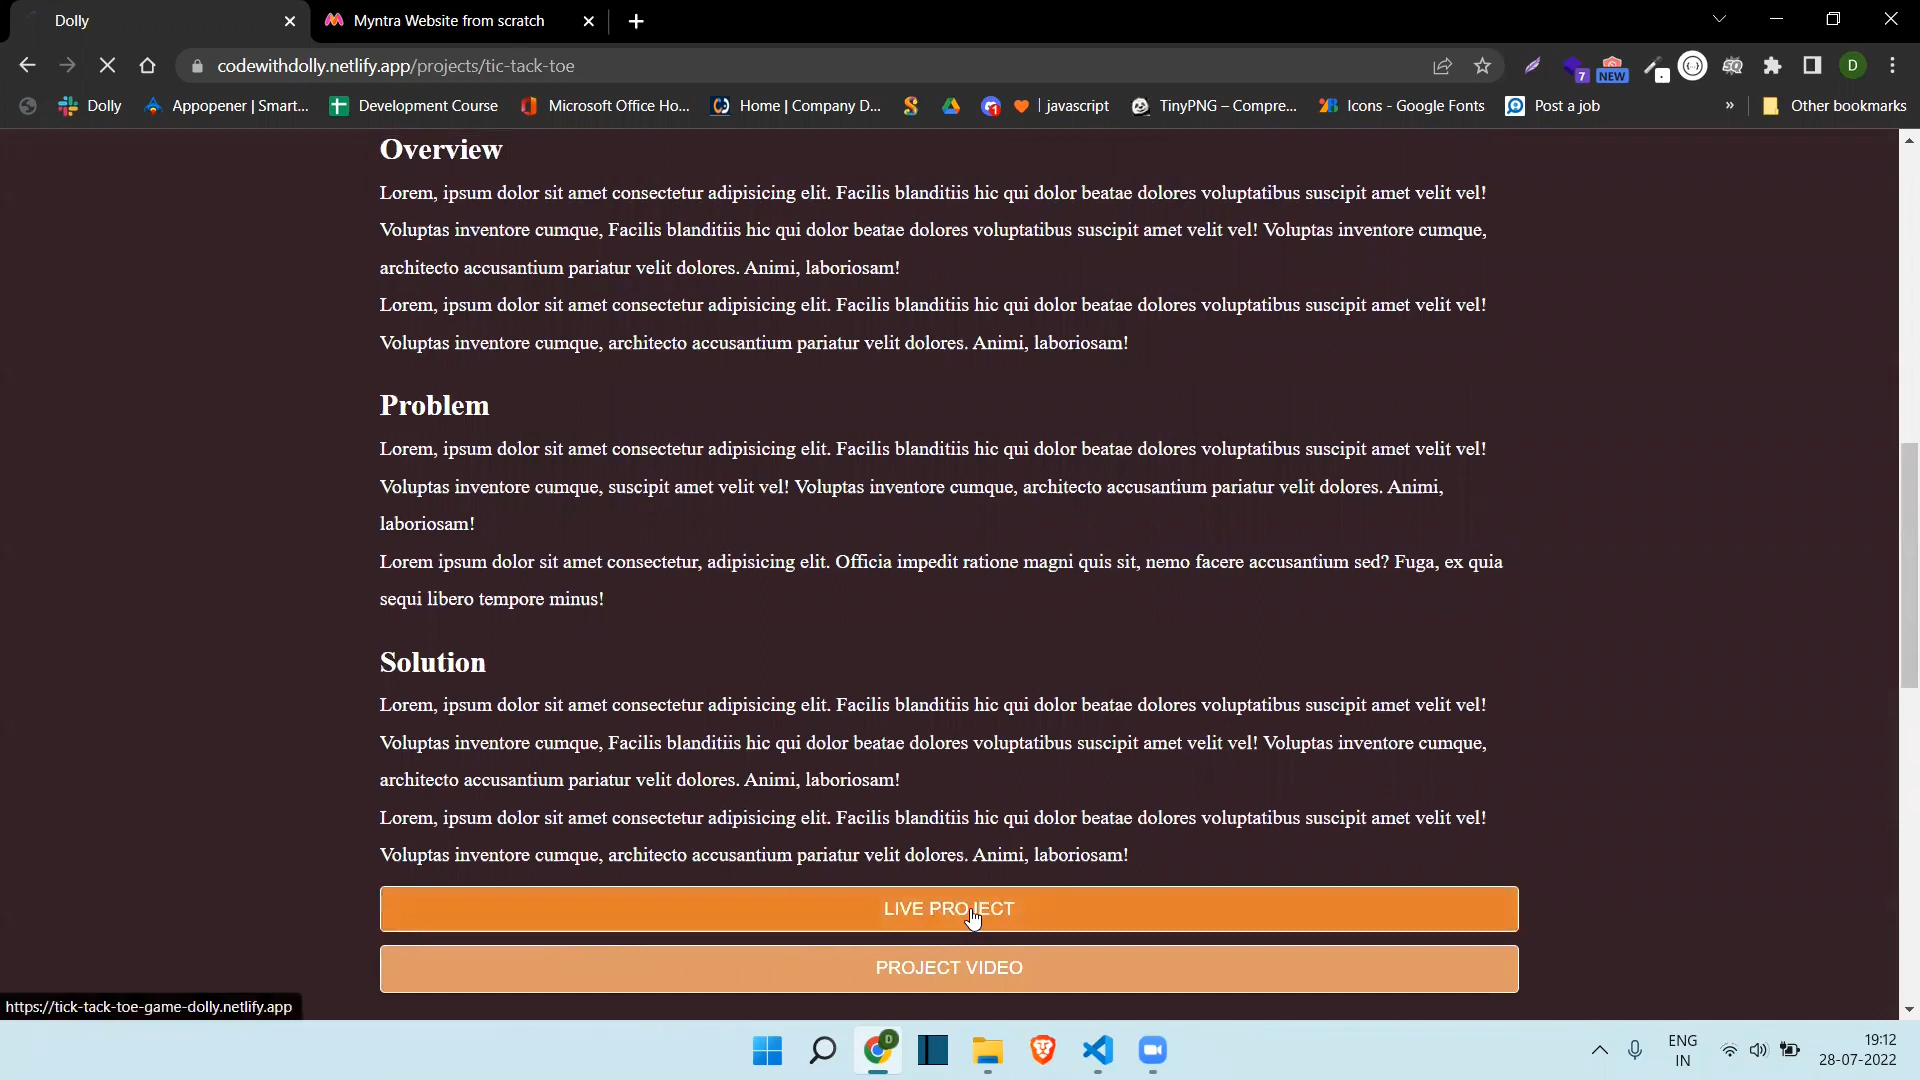 Dolly
Myntra Website from scratch
codewithdolly.netlify.app/projects/tic-tack-toe
7
NEW
SQ
D
Dolly
Appopener | Smart...
Development Course
Microsoft Office Ho...
Home | Company D...
1
| javascript
TinyPNG – Compre...
Icons - Google Fonts
Post a job
»
Other bookmarks
Overview
Lorem, ipsum dolor sit amet consectetur adipisicing elit. Facilis blanditiis hic qui dolor beatae dolores voluptatibus suscipit amet velit vel!
Voluptas inventore cumque, Facilis blanditiis hic qui dolor beatae dolores voluptatibus suscipit amet velit vel! Voluptas inventore cumque,
architecto accusantium pariatur velit dolores. Animi, laboriosam!
Lorem, ipsum dolor sit amet consectetur adipisicing elit. Facilis blanditiis hic qui dolor beatae dolores voluptatibus suscipit amet velit vel!
Voluptas inventore cumque, architecto accusantium pariatur velit dolores. Animi, laboriosam!
Problem
Lorem, ipsum dolor sit amet consectetur adipisicing elit. Facilis blanditiis hic qui dolor beatae dolores voluptatibus suscipit amet velit vel!
Voluptas inventore cumque, suscipit amet velit vel! Voluptas inventore cumque, architecto accusantium pariatur velit dolores. Animi,
laboriosam!
Lorem ipsum dolor sit amet consectetur, adipisicing elit. Officia impedit ratione magni quis sit, nemo facere accusantium sed? Fuga, ex quia
sequi libero tempore minus!
Solution
Lorem, ipsum dolor sit amet consectetur adipisicing elit. Facilis blanditiis hic qui dolor beatae dolores voluptatibus suscipit amet velit vel!
Voluptas inventore cumque, Facilis blanditiis hic qui dolor beatae dolores voluptatibus suscipit amet velit vel! Voluptas inventore cumque,
architecto accusantium pariatur velit dolores. Animi, laboriosam!
Lorem, ipsum dolor sit amet consectetur adipisicing elit. Facilis blanditiis hic qui dolor beatae dolores voluptatibus suscipit amet velit vel!
Voluptas inventore cumque, architecto accusantium pariatur velit dolores. Animi, laboriosam!
LIVE PROJECT
PROJECT VIDEO
https://tick-tack-toe-game-dolly.netlify.app
D
ENG
IN
19:12
28-07-2022